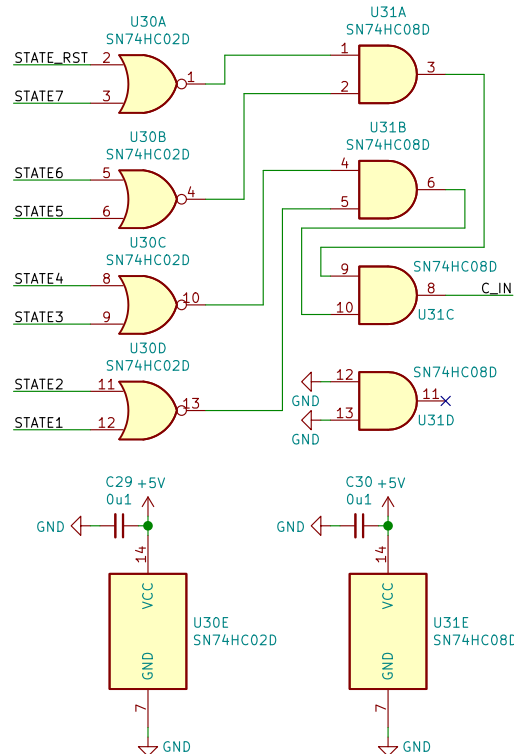 U30A
SN74HC02D
STATE_RST 2
1
STATE7 3
U31A
SN74HC08D
1
3
2
U30B
SN74HC02D
STATE6 5
4
STATE5 6
U31B
SN74HC08D
4
6
5
U30C
SN74HC02D
STATE4 8
10
STATE3 9
SN74HC08D
9
8 C_IN
10
U31C
U30D
SN74HC02D
STATE2 11
13
STATE1 12
SN74HC08D
12
GND
11
13
GND
U31D
C29 +5V
0u1
GND
14
VCC
U30E
SN74HC02D
GND
7
GND
C30 +5V
0u1
GND
14
VCC
U31E
SN74HC08D
GND
7
GND